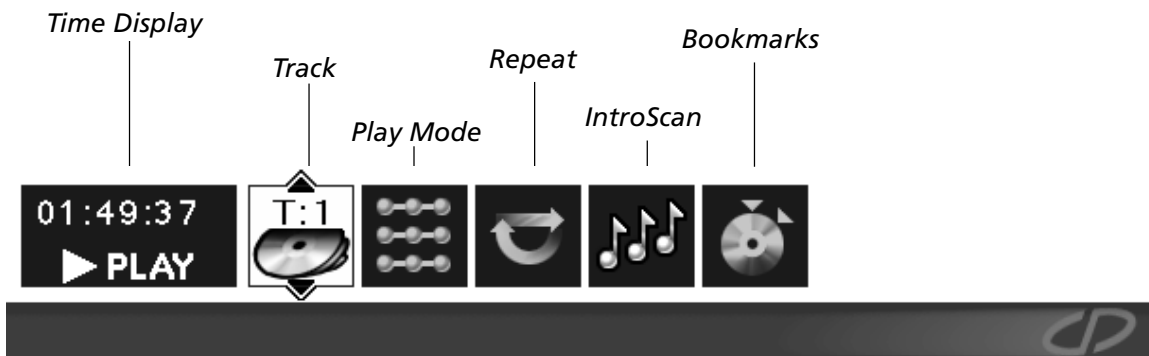 Time Display
Track
Play Mode
Repeat
IntroScan
Bookmarks
01:49:37
PLAY
T:1